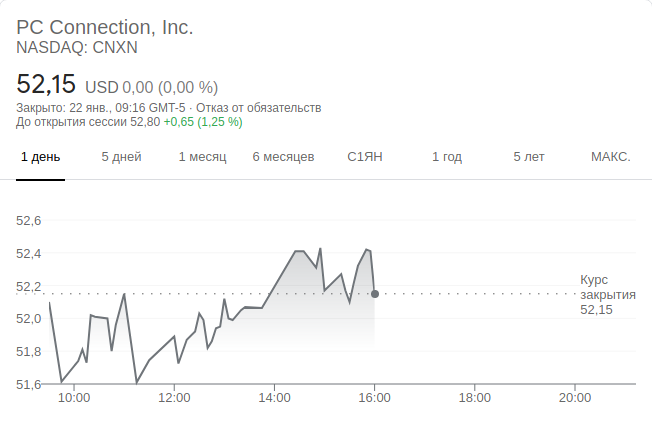 PC Connection, Inc.
NASDAQ: CNXN
52,15 USD 0,00 (0,00 %)
Закрыто: 22 янв., 09:16 GMT-5 · Отказ от обязательств
До открытия сессии 52,80 +0,65 (1,25 %)
1 день 5 дней 1 месяц 6 месяцев С1ЯН 1 год 5 лет МАКС.
52,6
52,4
52,2
52,0
51,8
51,6
Курс
закрытия
52,15
10:00 12:00 14:00 16:00 18:00 20:00